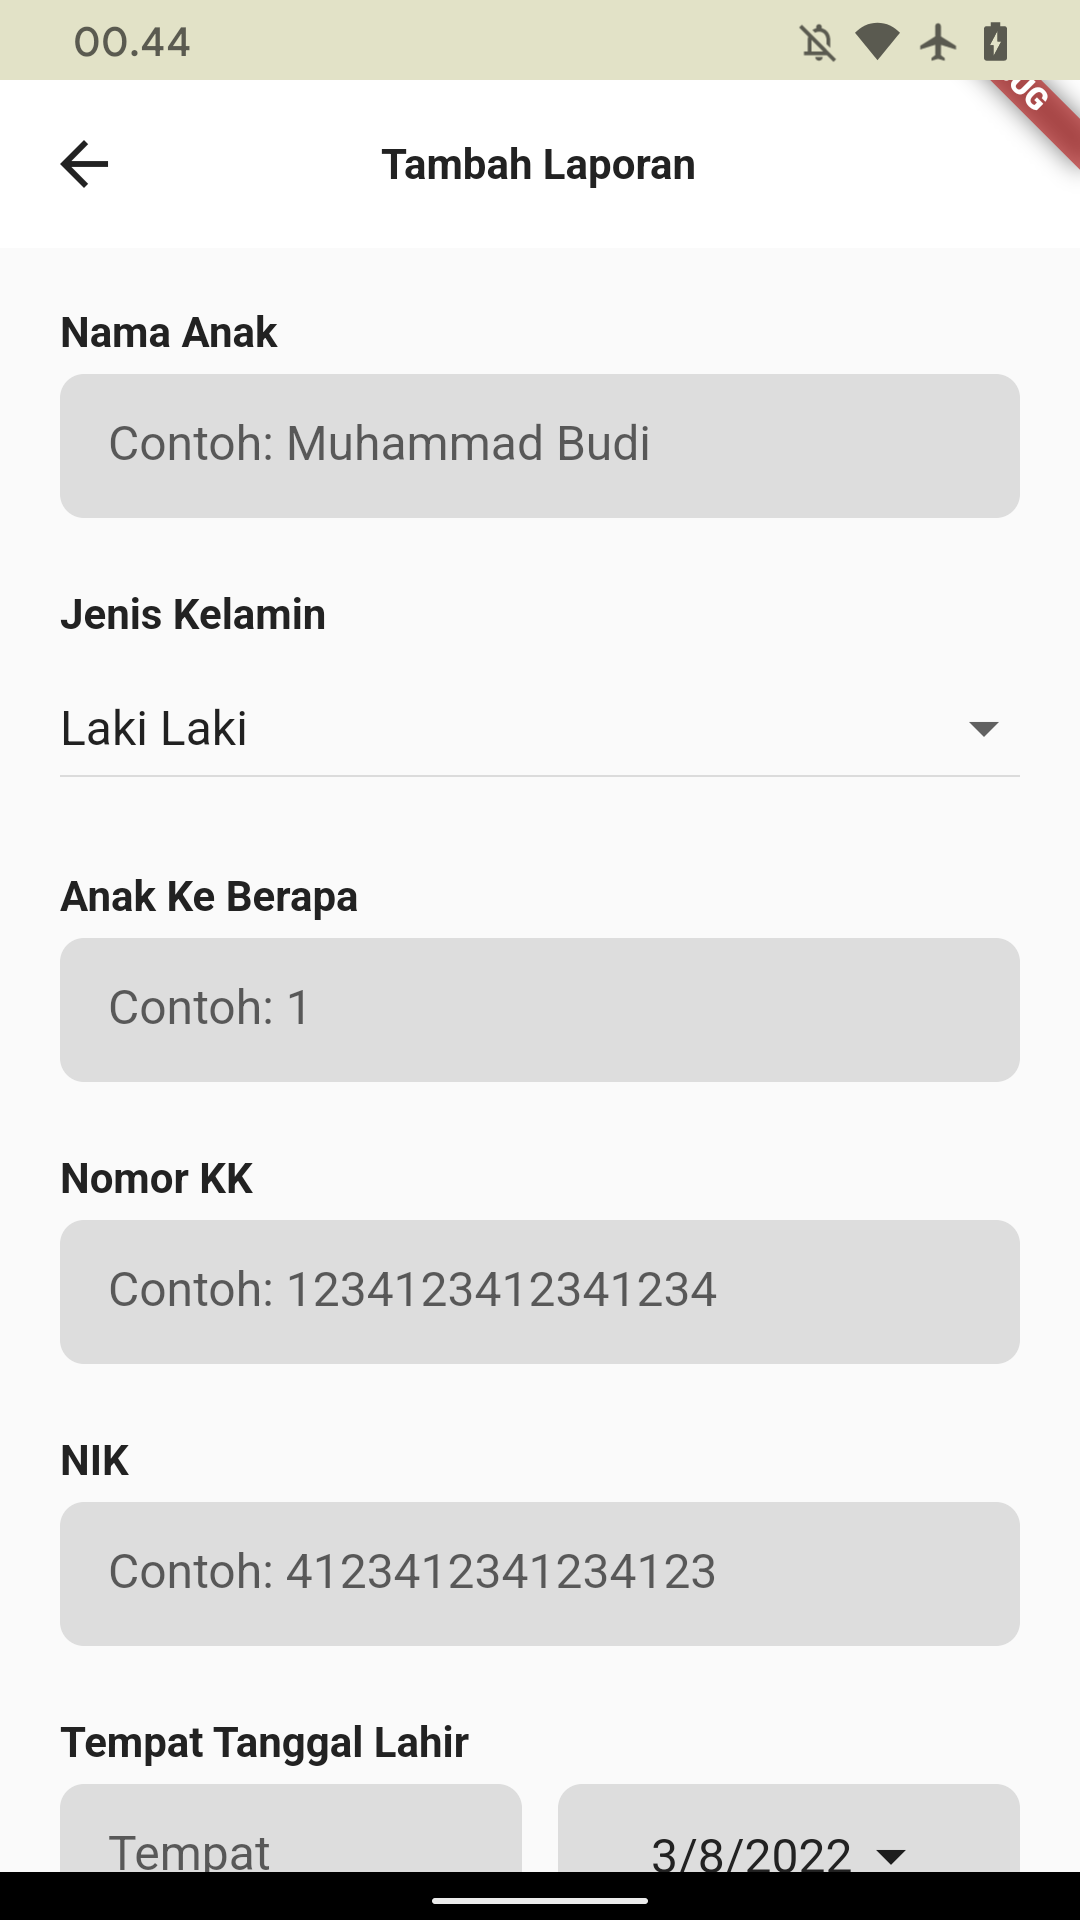 00.44
UG
Tambah Laporan
Nama Anak
Contoh: Muhammad Budi
Jenis Kelamin
Laki Laki
Anak Ke Berapa
Contoh: 1
Nomor KK
Contoh: 1234123412341234
NIK
Contoh: 4123412341234123
Tempat Tanggal Lahir
Tempat 3/8/2022